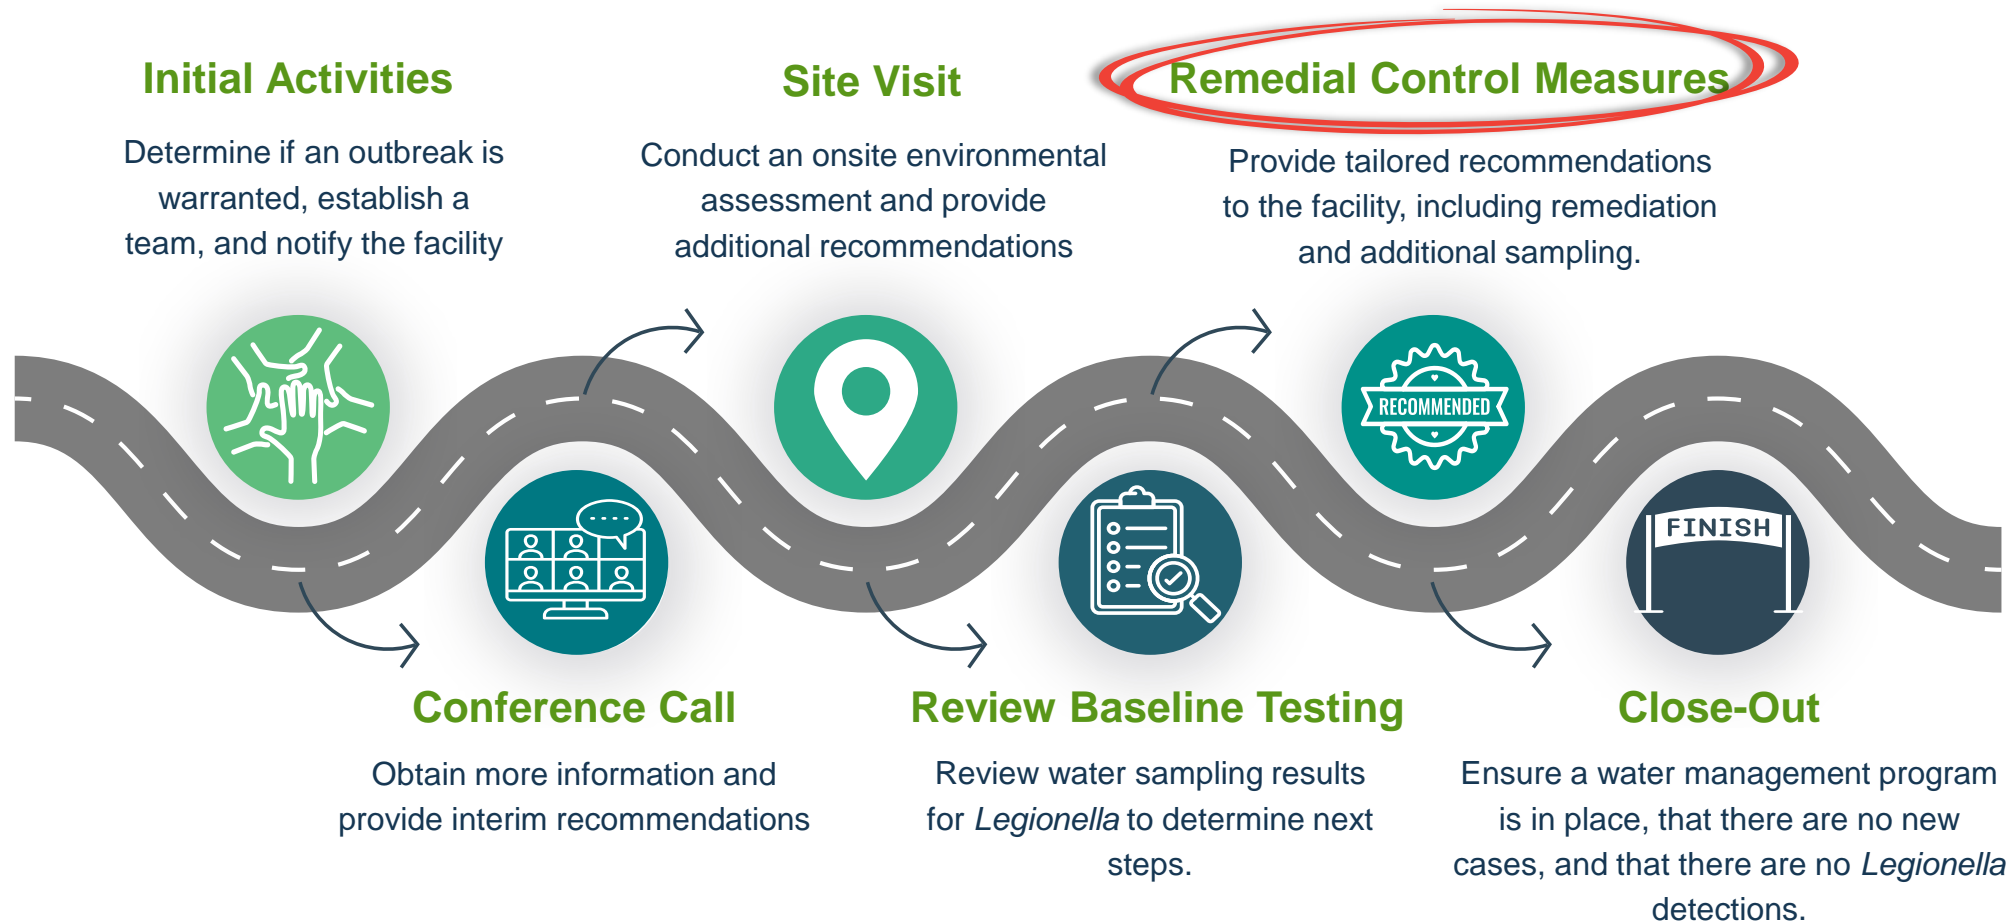 Initial Activities
Determine if an outbreak is
warranted, establish a
team, and notify the facility
Conference Call
Obtain more information and
provide interim recommendations
Site Visit
Conduct an onsite environmental
assessment and provide
additional recommendations
Review Baseline Testing
Review water sampling results
for Legionella to determine next
steps.
Remedial Control Measures
Provide tailored recommendations
to the facility, including remediation
and additional sampling.
RECOMMENDED
FINISH
Close-Out
Ensure a water management program
is in place, that there are no new
cases, and that there are no Legionella
detections.